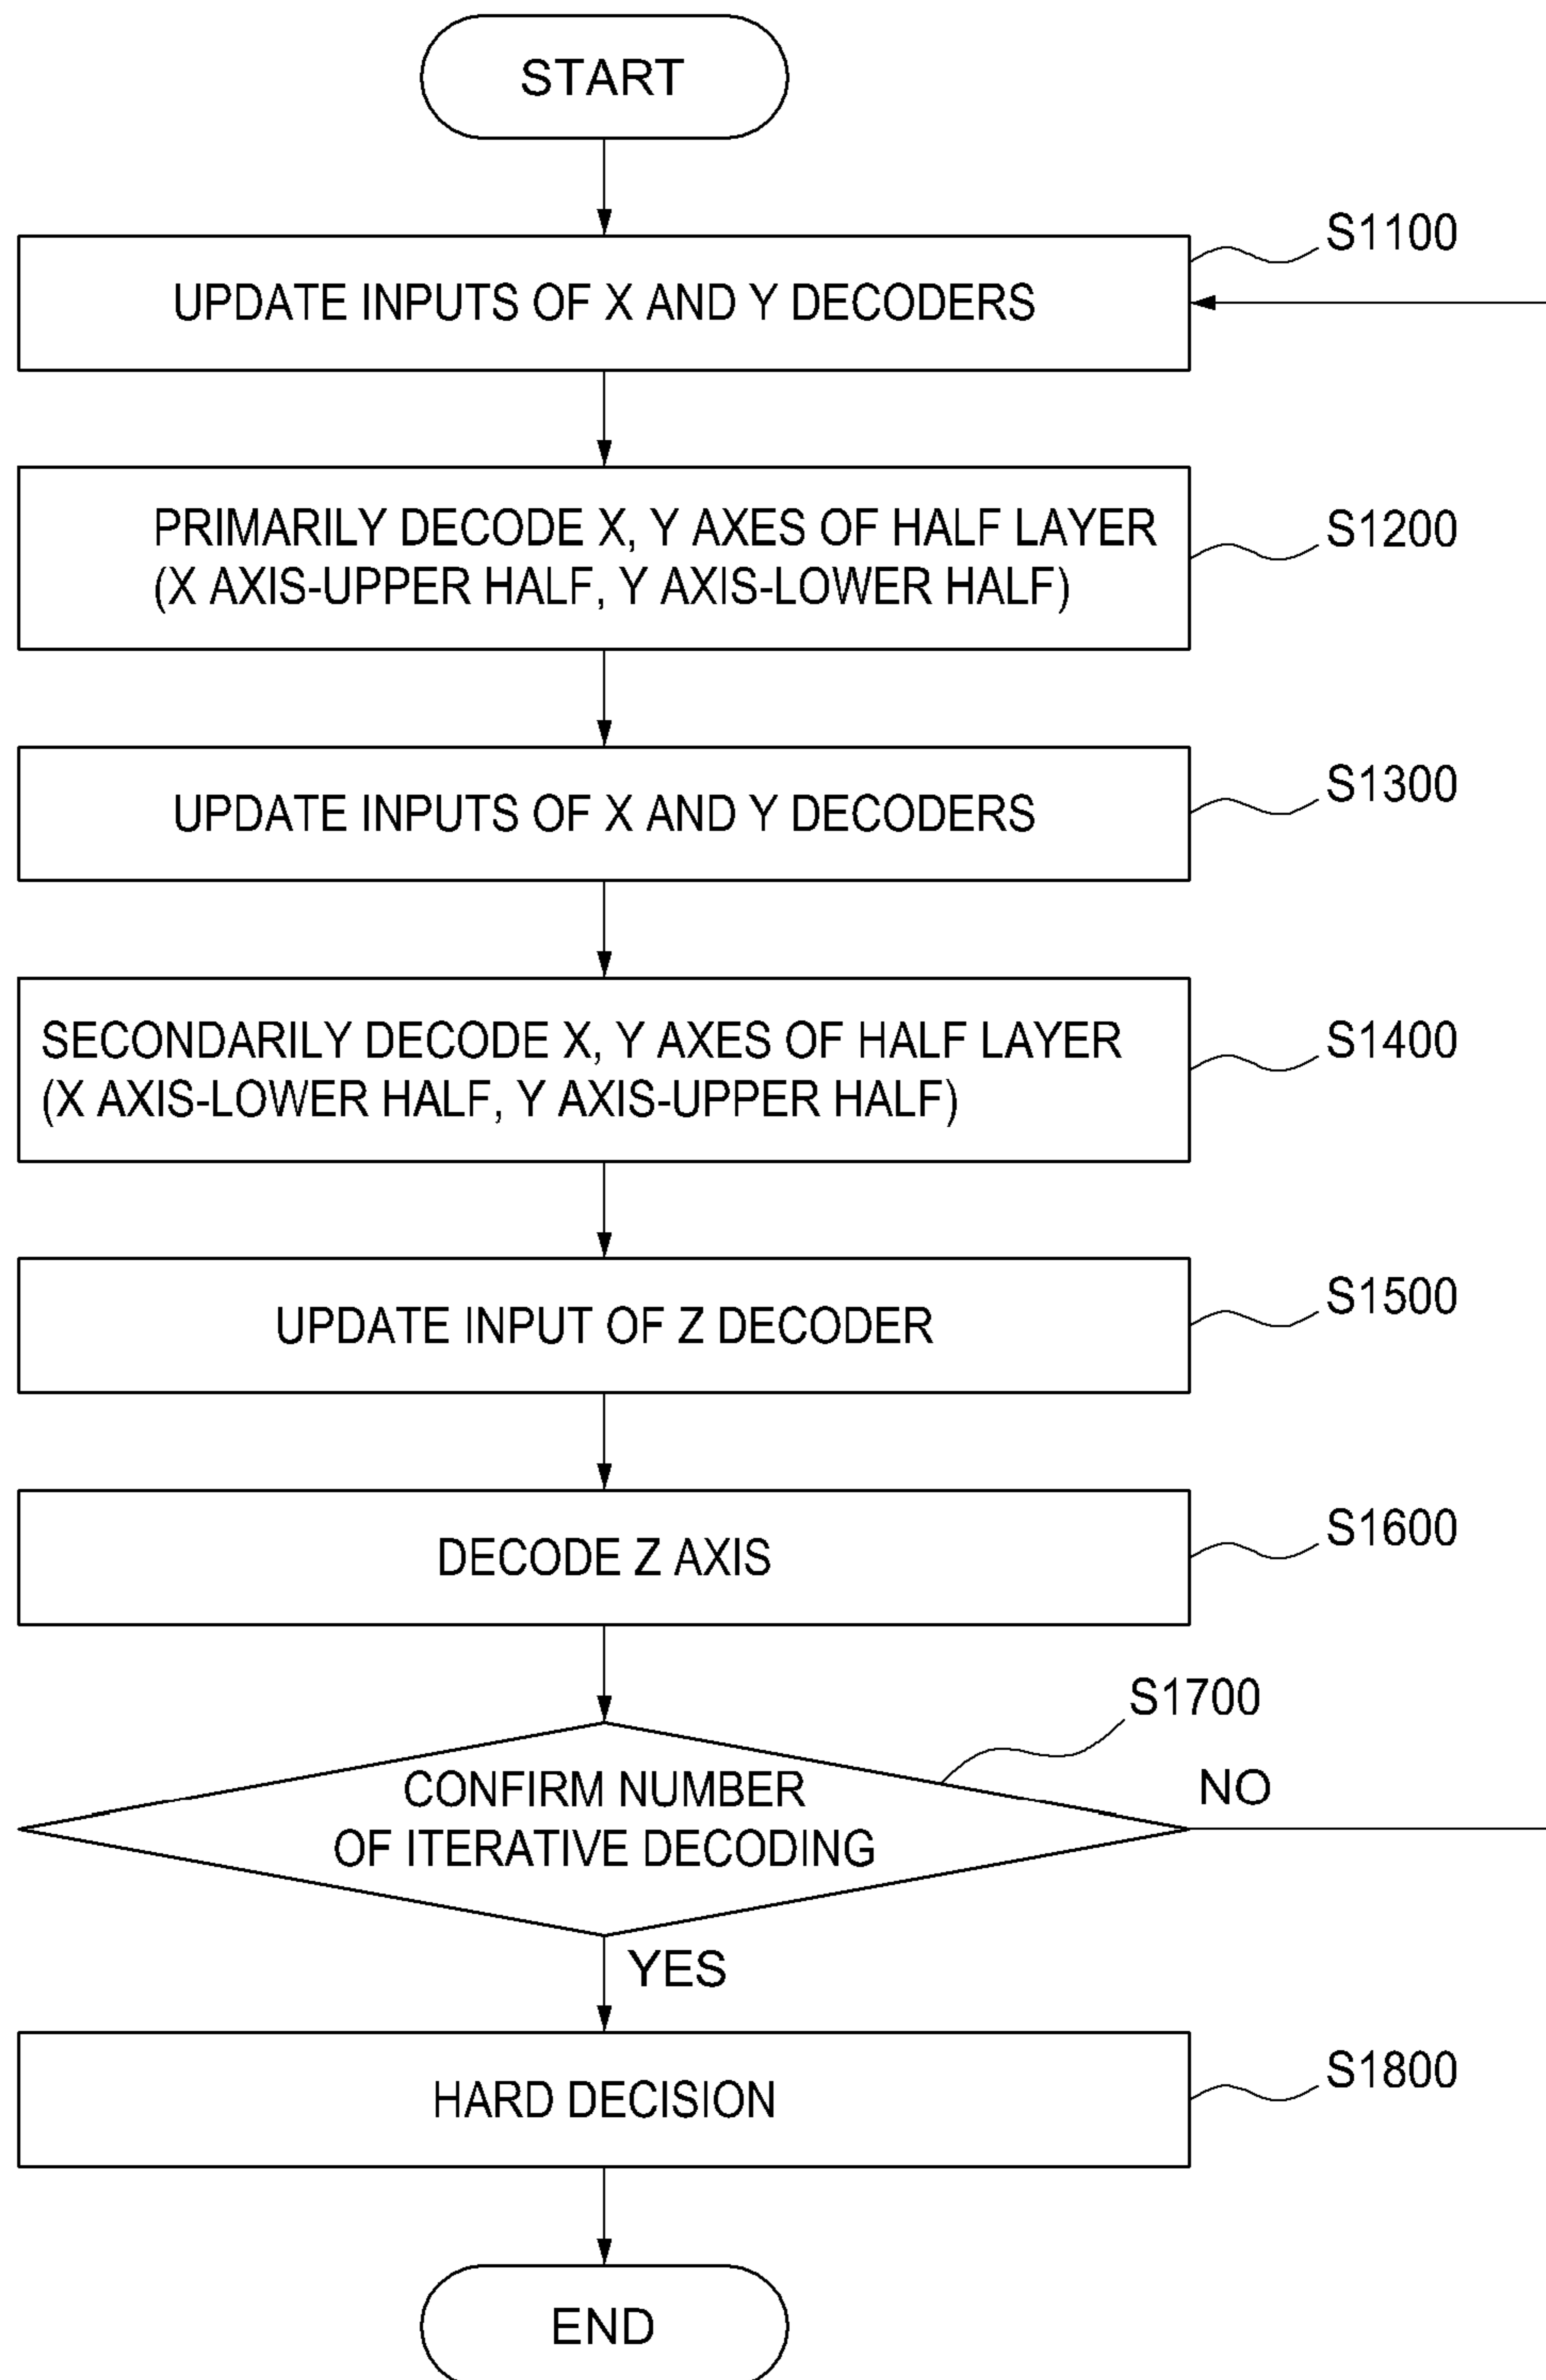 START
S1100
UPDATE INPUTS OF X AND Y DECODERS
PRIMARILY DECODE X, Y AXES OF HALF LAYER
(X AXIS-UPPER HALF, Y AXIS-LOWER HALF)
S1200
UPDATE INPUTS OF X AND Y DECODERS
S1300
SECONDARILY DECODE X, Y AXES OF HALF LAYER
(X AXIS-LOWER HALF, Y AXIS-UPPER HALF)
S1400
UPDATE INPUT OF Z DECODER
S1500
DECODE Z AXIS
S1600
S1700
CONFIRM NUMBER
OF ITERATIVE DECODING
NO
YES
HARD DECISION
S1800
END